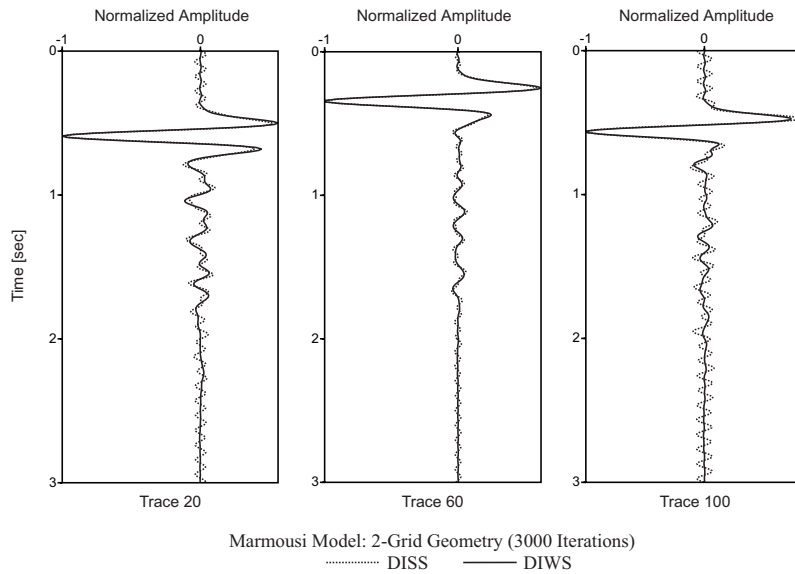 Normalized Amplitude Normalized Amplitude Normalized Amplitude
-1 0 -1 0 -1 0
0 0 0
1 1 1
Time [sec]
2 2 2
3 3 3
Trace 20 Trace 60 Trace 100
Marmousi Model: 2-Grid Geometry (3000 Iterations)
DISS DIWS